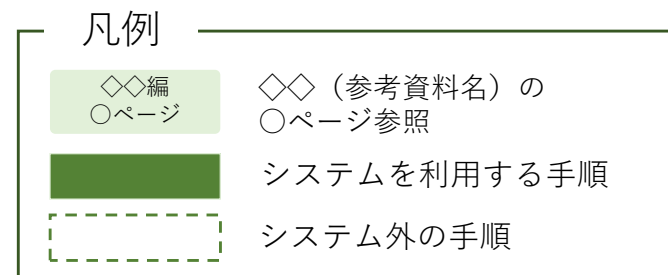 凡例
◇◇編
○ページ
◇◇（参考資料名）の
○ページ参照
システムを利用する手順
システム外の手順